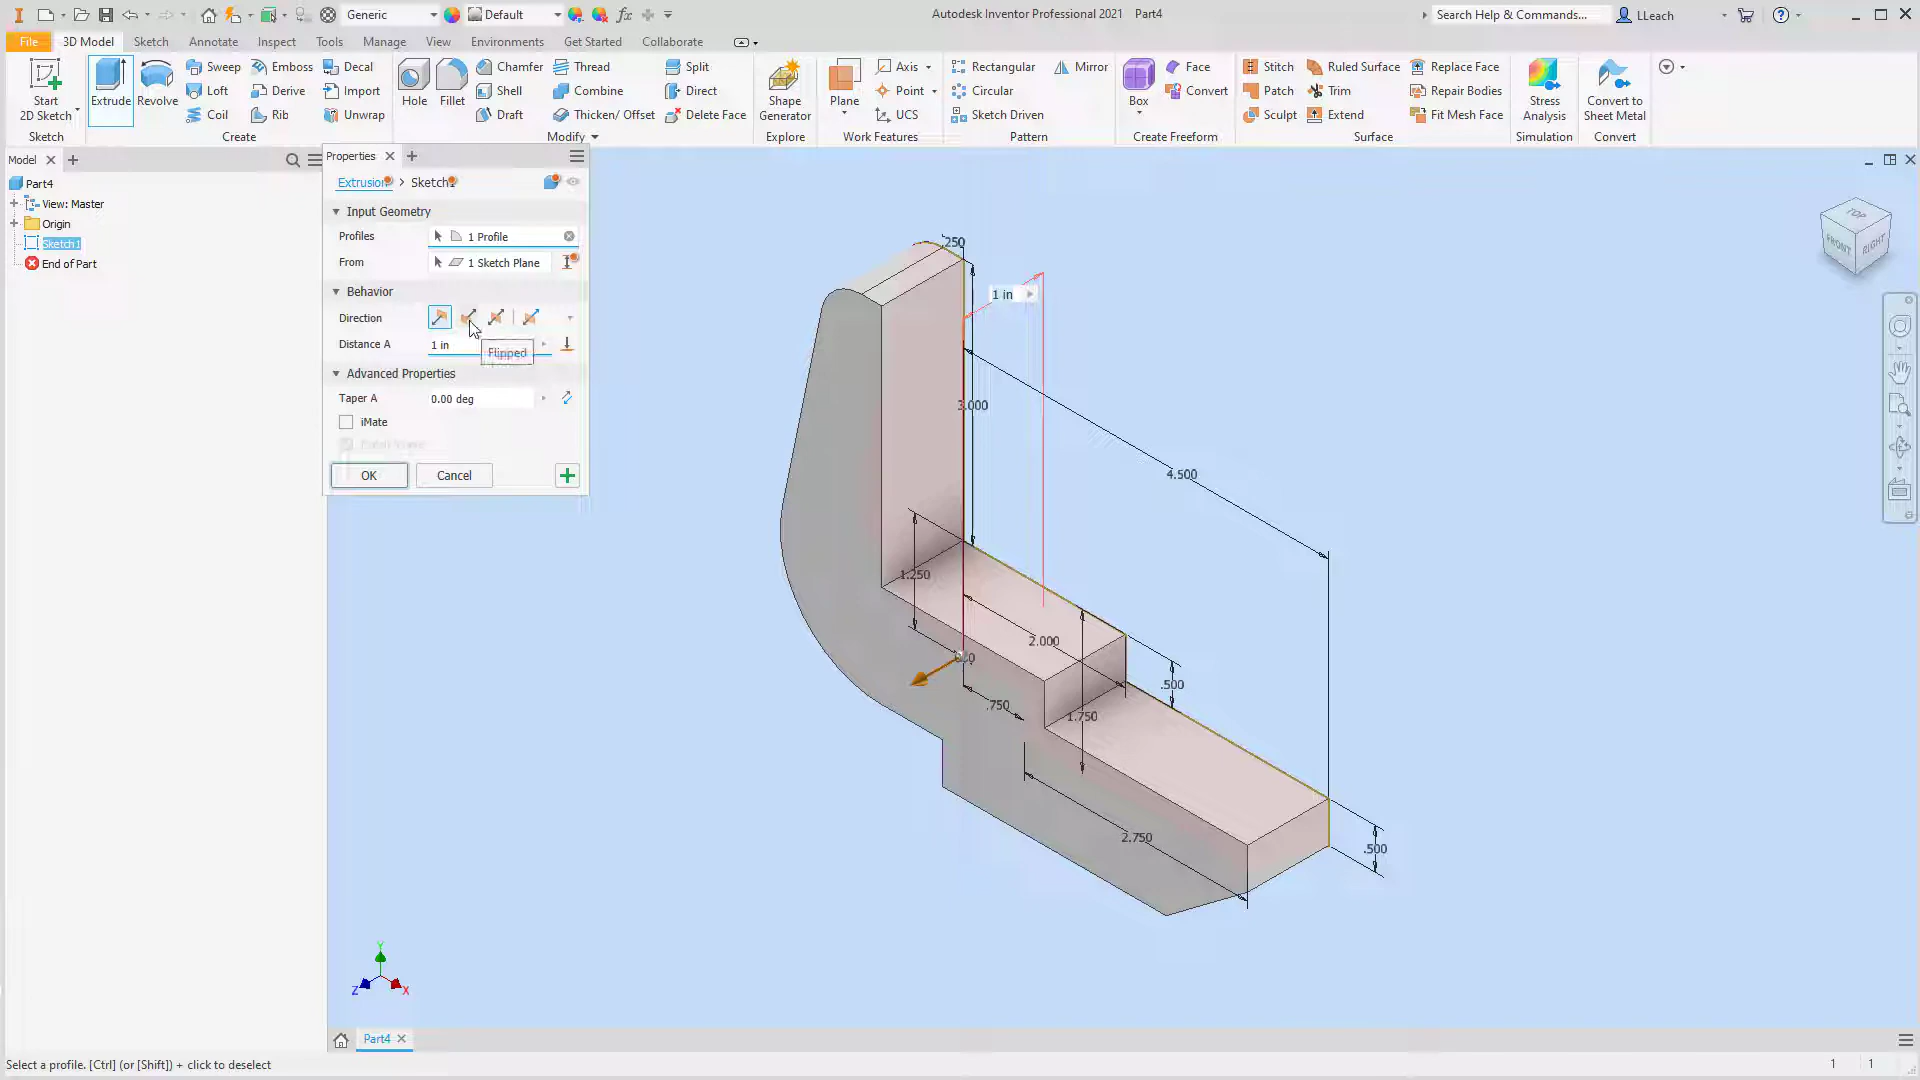 Generic
Default
fx
Autodesk Inventor Professional 2021 Part4
Search Help & Commands...
LLeach
File
3D Model
Sketch
Annotate
Inspect
Tools
Manage
View
Environments
Get Started
Collaborate
Start
2D Sketch
Sketch
Extrude
Revolve
Sweep
Loft
Coil
Emboss
Derive
Rib
Decal
Import
Unwrap
Create
Hole
Fillet
Chamfer
Shell
Draft
Thread
Combine
Thicken/ Offset
Split
Direct
Delete Face
Modify
Shape
Generator
Explore
Plane
Axis
Point
UCS
Work Features
Rectangular
Circular
Sketch Driven
Mirror
Pattern
Box
Face
Convert
Create Freeform
Stitch
Patch
Sculpt
Ruled Surface
Trim
Extend
Replace Face
Repair Bodies
Fit Mesh Face
Surface
Stress
Analysis
Simulation
Convert to
Sheet Metal
Convert
Model
Part4
View: Master
Origin
Sketch1
End of Part
Properties
Extrusion > Sketch1
Input Geometry
Profiles
1 Profile
From
1 Sketch Plane
Behavior
Direction
Distance A
1 in
Flipped
Advanced Properties
Taper A
0.00 deg
iMate
OK
Cancel
TOP
FRONT
RIGHT
.250
1 in
3.000
4.500
1.250
2.000
.500
.750
1.750
2.750
.500
Y
Z
X
Part4
Select a profile. [Ctrl] (or [Shift]) + click to deselect
1
1